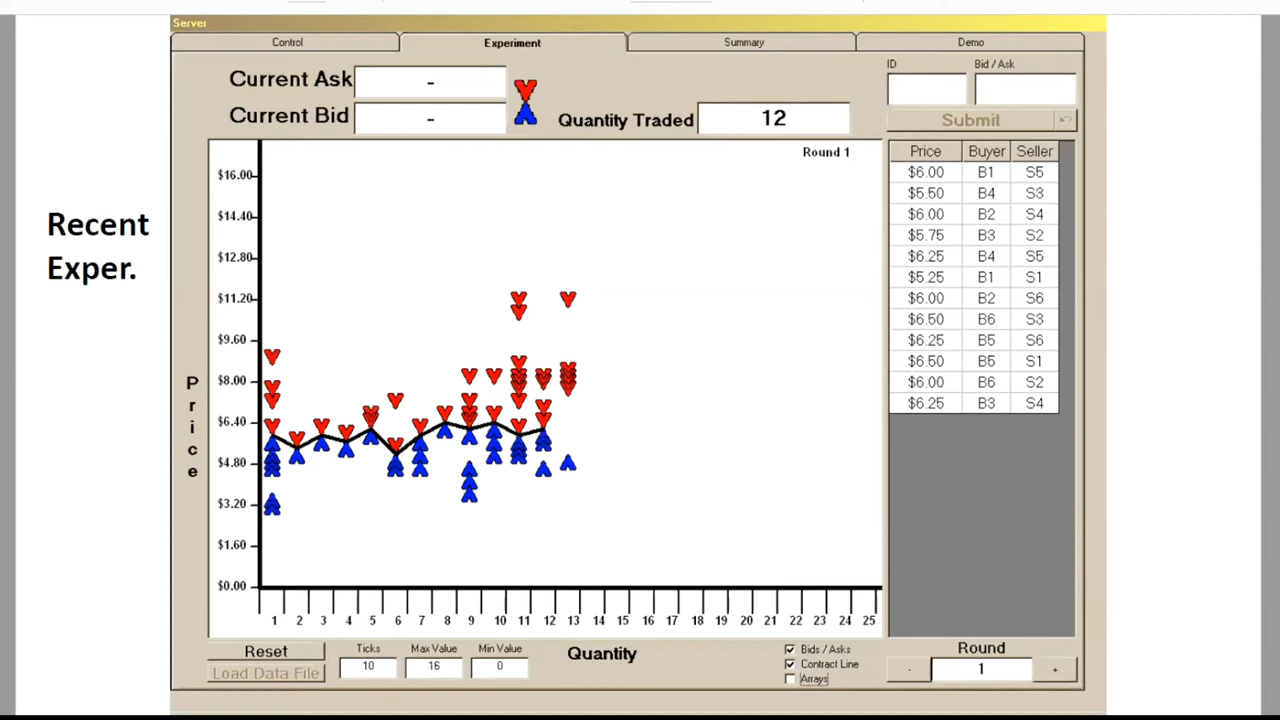 Server
Control Experiment Summary Demo
Current Ask -
Current Bid -
Quantity Traded 12
ID Bid / Ask
Submit
Recent
Exper.
Round 1
Price
$16.00
$14.40
$12.80
$11.20
$9.60
$8.00
$6.40
$4.80
$3.20
$1.60
$0.00
1 2 3 4 5 6 7 8 9 10 11 12 13 14 15 16 17 18 19 20 21 22 23 24 25
Quantity
Price Buyer Seller
$6.00 B1 S5
$5.50 B4 S3
$6.00 B2 S4
$5.75 B3 S2
$6.25 B4 S5
$5.25 B1 S1
$6.00 B2 S6
$6.50 B6 S3
$6.25 B5 S6
$6.50 B5 S1
$6.00 B6 S2
$6.25 B3 S4
Reset
Load Data File
Ticks Max Value Min Value
10 16 0
Bids / Asks
Contract Line
Arrays
Round
- 1 +